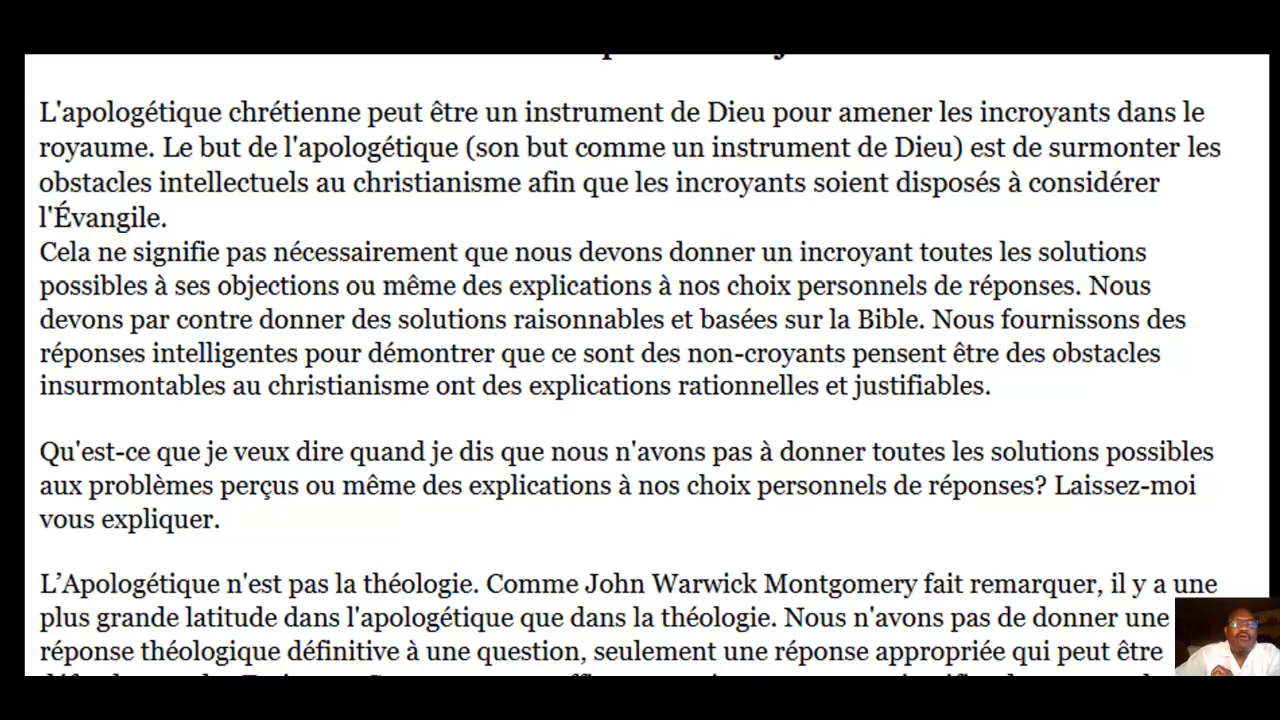 L'apologétique chrétienne peut être un instrument de Dieu pour amener les incroyants dans le
royaume. Le but de l'apologétique (son but comme un instrument de Dieu) est de surmonter les
obstacles intellectuels au christianisme afin que les incroyants soient disposés à considérer
l'Évangile.
Cela ne signifie pas nécessairement que nous devons donner un incroyant toutes les solutions
possibles à ses objections ou même des explications à nos choix personnels de réponses. Nous
devons par contre donner des solutions raisonnables et basées sur la Bible. Nous fournissons des
réponses intelligentes pour démontrer que ce sont des non-croyants pensent être des obstacles
insurmontables au christianisme ont des explications rationnelles et justifiables.
Qu'est-ce que je veux dire quand je dis que nous n'avons pas à donner toutes les solutions possibles
aux problèmes perçus ou même des explications à nos choix personnels de réponses? Laissez-moi
vous expliquer.
L’Apologétique n'est pas la théologie. Comme John Warwick Montgomery fait remarquer, il y a une
plus grande latitude dans l'apologétique que dans la théologie. Nous n'avons pas de donner une
réponse théologique définitive à une question, seulement une réponse appropriée qui peut être